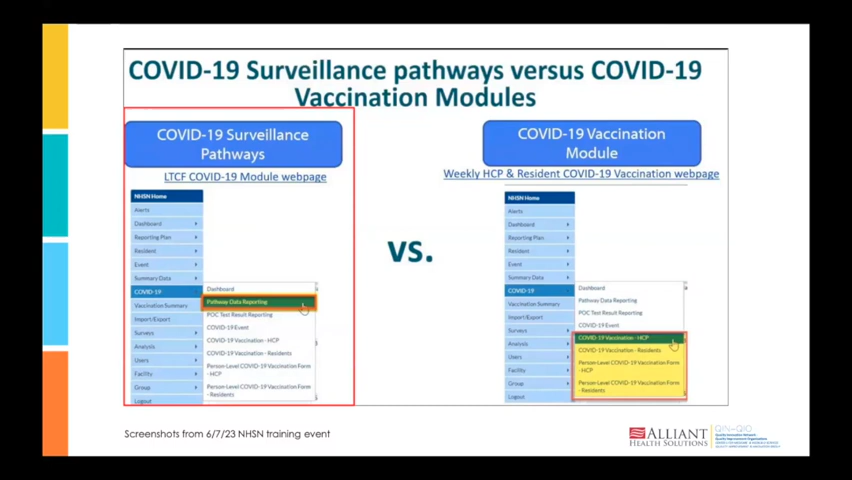 COVID-19 Surveillance pathways versus COVID-19
Vaccination Modules
COVID-19 Surveillance
Pathways
LTCF COVID-19 Module webpage
NHSN Home
Alerts
Dashboard
Reporting Plan
Resident
Event
Summary Data
COVID-19
Vaccination Summary
Import/Export
Surveys
Analysis
Users
Facility
Group
Logout
Dashboard
Pathway Data Reporting
POC Test Result Reporting
COVID-19 Event
COVID-19 Vaccination - HCP
COVID-19 Vaccination - Residents
Person-Level COVID-19 Vaccination Form
- HCP
Person-Level COVID-19 Vaccination Form
- Residents
vs.
COVID-19 Vaccination
Module
Weekly HCP & Resident COVID-19 Vaccination webpage
NHSN Home
Alerts
Dashboard
Reporting Plan
Resident
Event
Summary Data
COVID-19
Vaccination Summary
Import/Export
Surveys
Analysis
Users
Facility
Group
Logout
Dashboard
Pathway Data Reporting
POC Test Result Reporting
COVID-19 Event
COVID-19 Vaccination - HCP
COVID-19 Vaccination - Residents
Person-Level COVID-19 Vaccination Form
- HCP
Person-Level COVID-19 Vaccination Form
- Residents
Screenshots from 6/7/23 NHSN training event
ALLIANT
HEALTH SOLUTIONS
QIN-QIO
Quality Innovation Network -
Quality Improvement Organizations